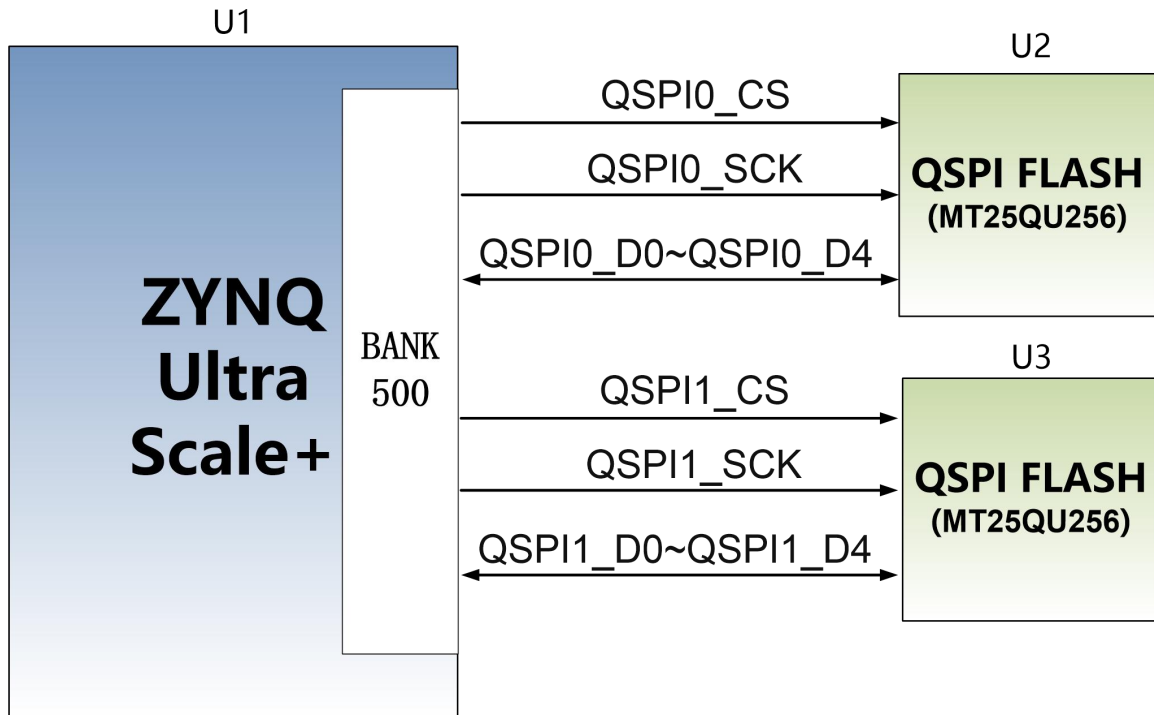 U1
ZYNQ
Ultra
Scale+
BANK
500
QSPI0_CS
QSPI0_SCK
QSPI0_D0~QSPI0_D4
U2
QSPI FLASH
(MT25QU256)
QSPI1_CS
QSPI1_SCK
QSPI1_D0~QSPI1_D4
U3
QSPI FLASH
(MT25QU256)